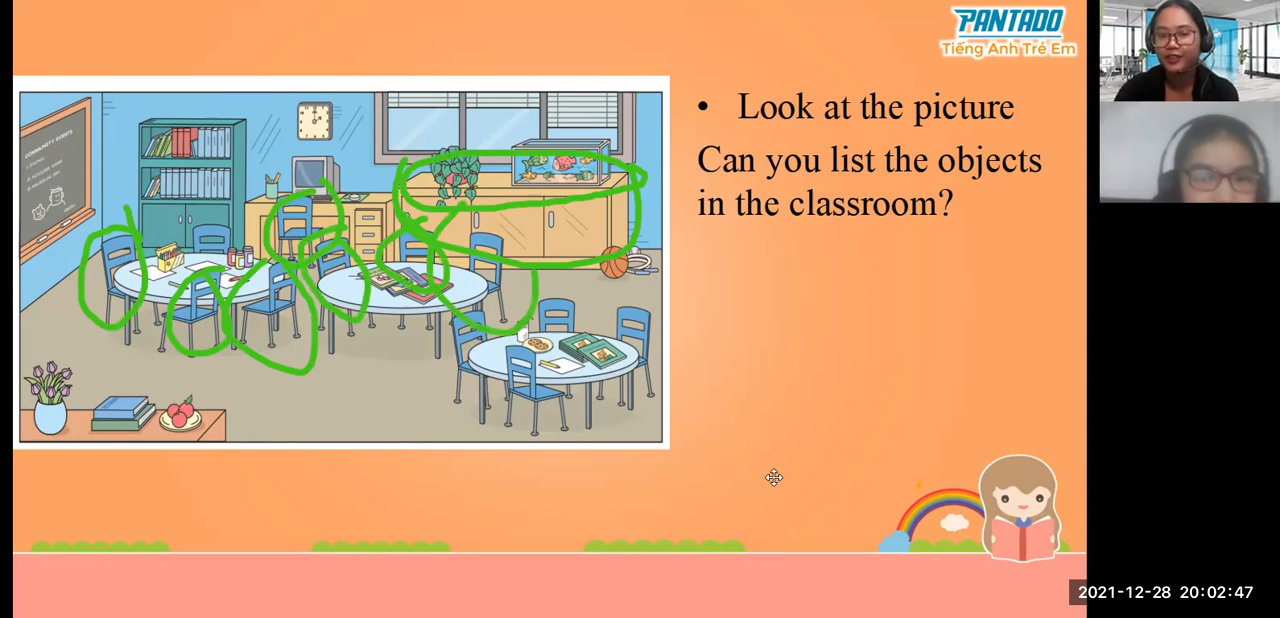 PANTADO
Tiếng Anh Trẻ Em
• Look at the picture
Can you list the objects
in the classroom?
COMMUNITY EVENTS
2021-12-28 20:02:47